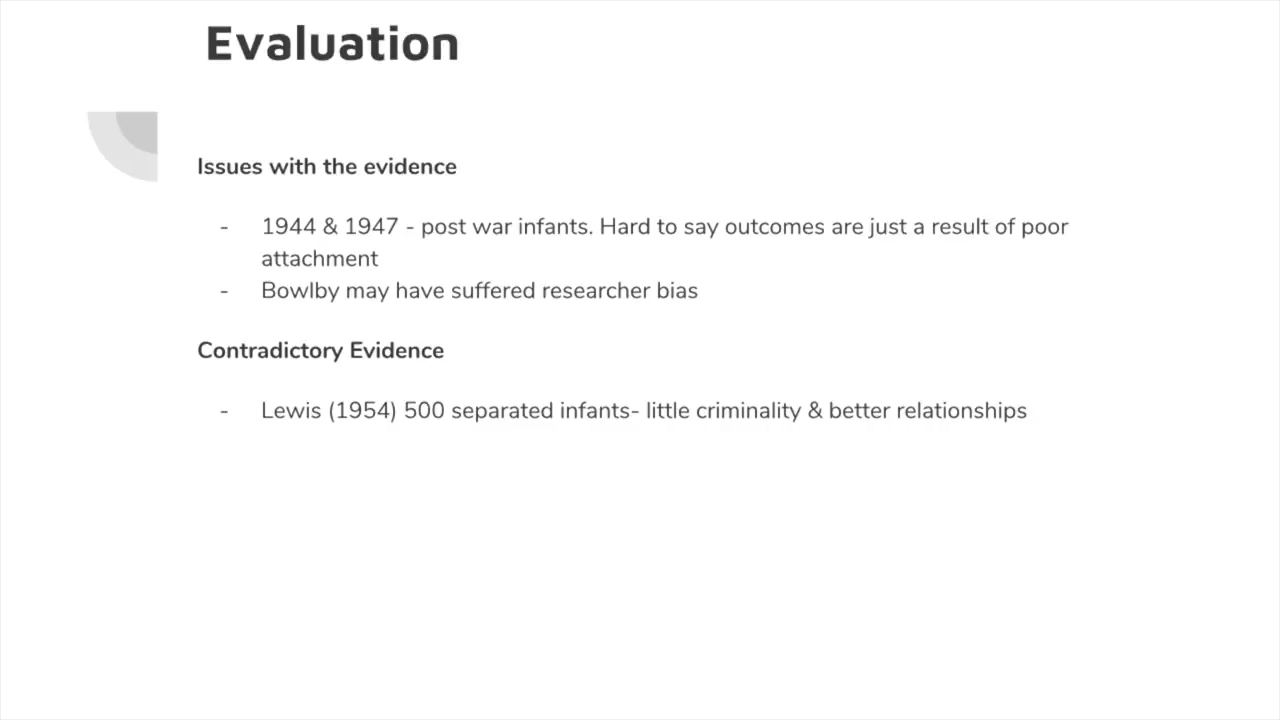 Evaluation
Issues with the evidence
- 1944 & 1947 - post war infants. Hard to say outcomes are just a result of poor
attachment
- Bowlby may have suffered researcher bias
Contradictory Evidence
- Lewis (1954) 500 separated infants- little criminality & better relationships